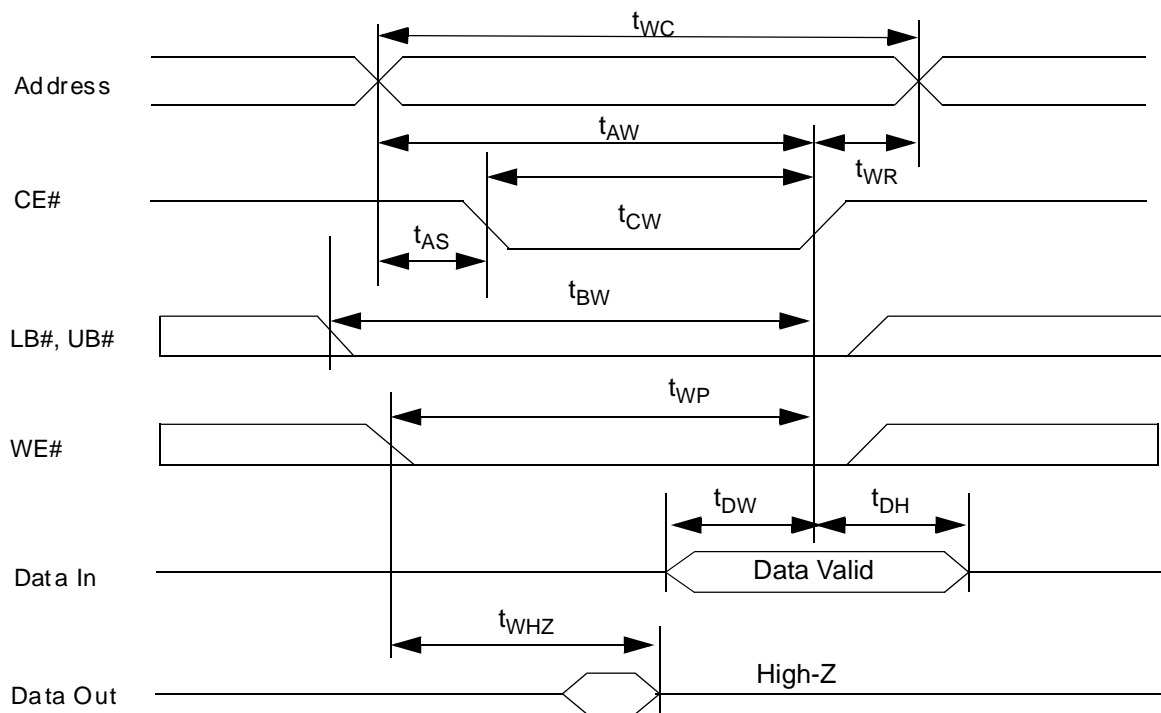 tWC
Address
tAW
tWR
CE#
tCW
tAS
tBW
LB#, UB#
tWP
WE#
tDW
tDH
Data In
Data Valid
tWHZ
High-Z
Data Out